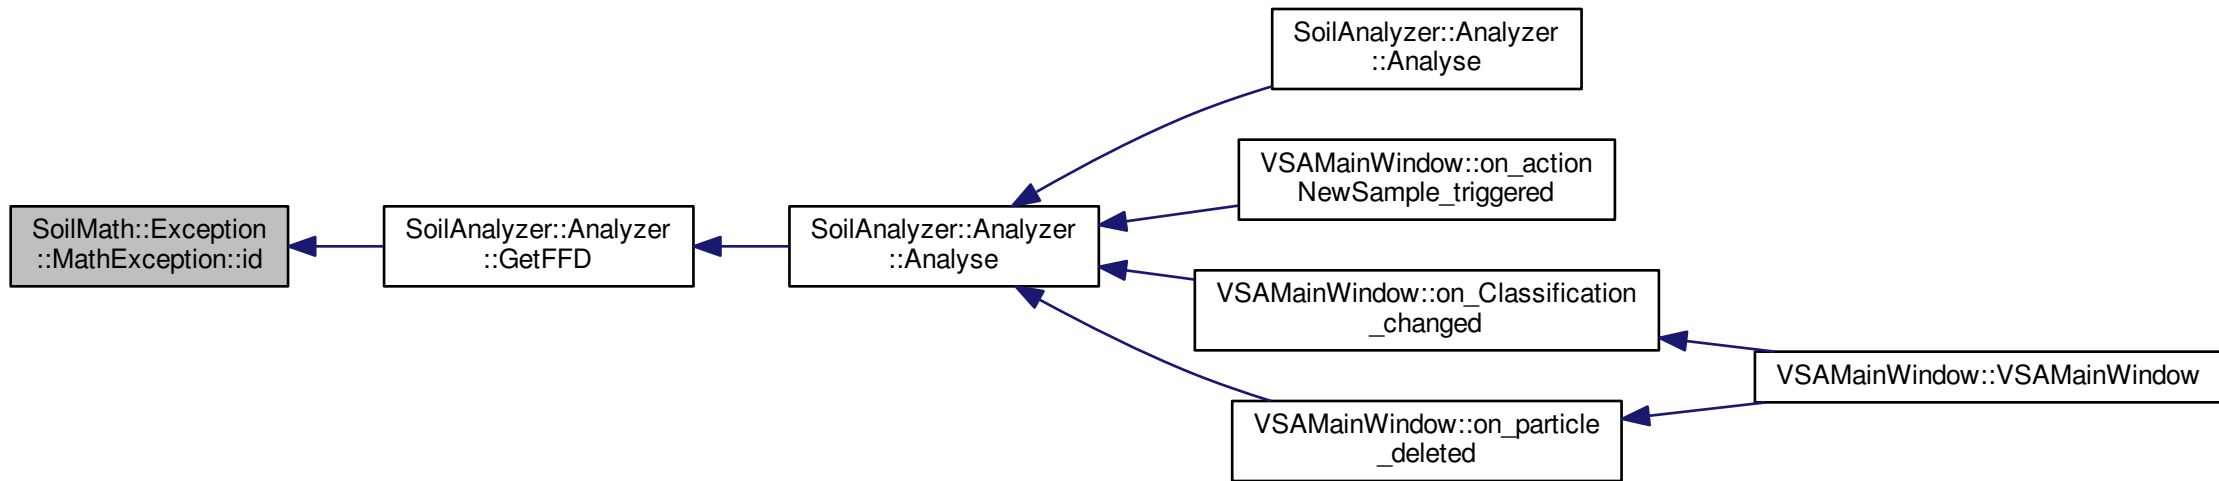 SoilMath::Exception
::MathException::id
SoilAnalyzer::Analyzer
::GetFFD
SoilAnalyzer::Analyzer
::Analyse
SoilAnalyzer::Analyzer
::Analyse
VSAMainWindow::on_action
NewSample_triggered
VSAMainWindow::on_Classification
_changed
VSAMainWindow::on_particle
_deleted
VSAMainWindow::VSAMainWindow